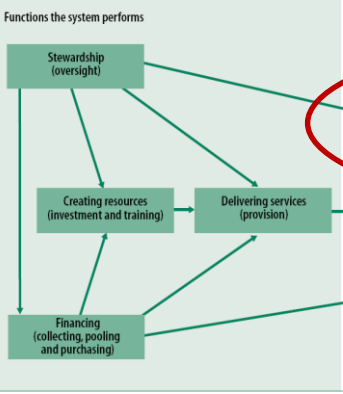 Functions the system performs
Stewardship
(oversight)
Creating resources
(investment and training)
Delivering services
(provision)
Financing
(collecting, pooling
and purchasing)